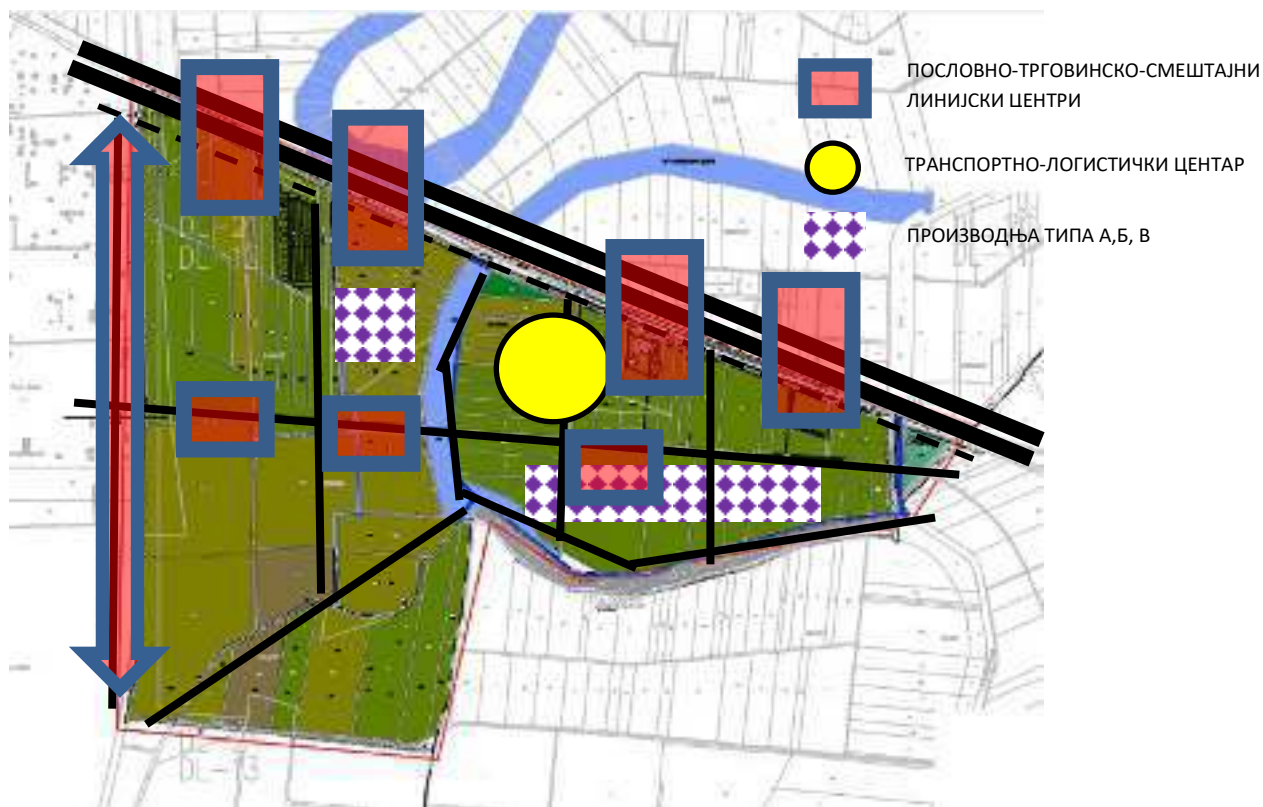 ПОСЛОВНО-ТРГОВИНСКО-СМЕШТАЈНИ
ЛИНИЈСКИ ЦЕНТРИ
ТРАНСПОРТНО-ЛОГИСТИЧКИ ЦЕНТАР
ПРОИЗВОДЊА ТИПА А,Б, В